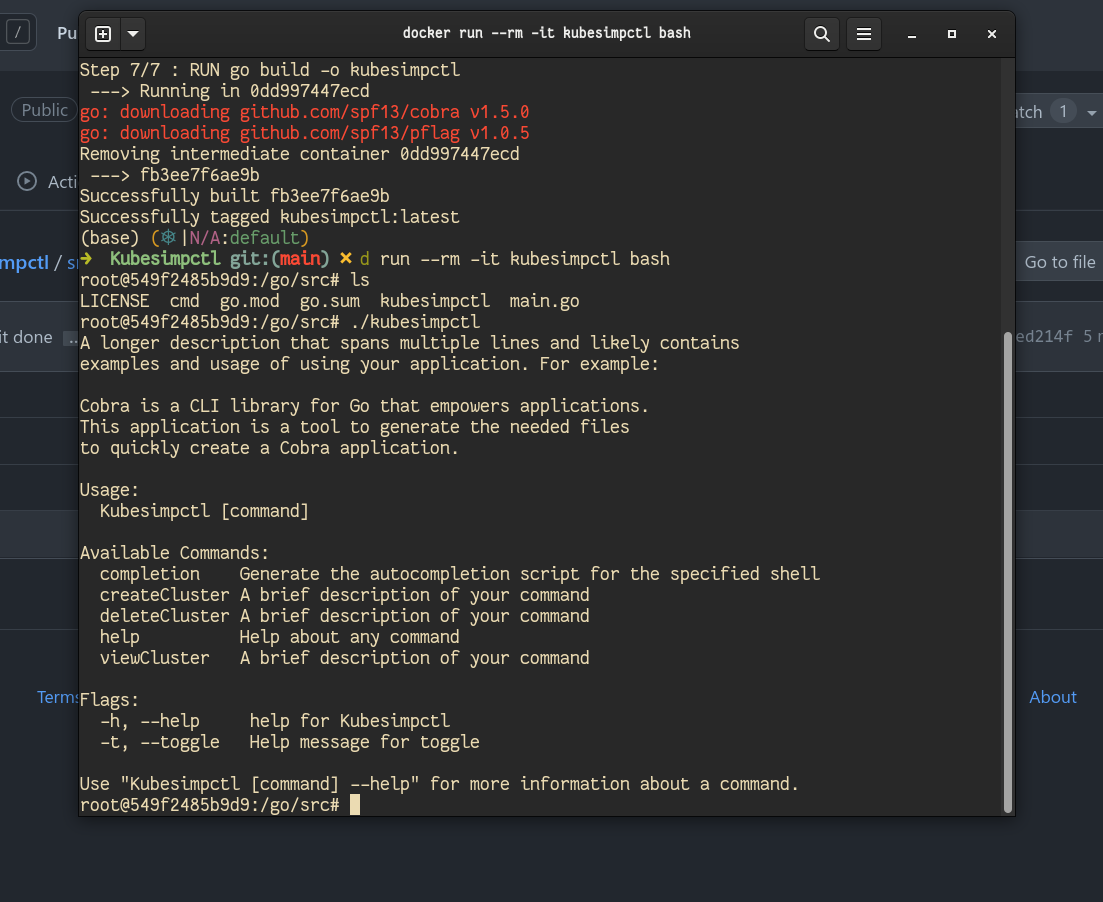 /
Pu
docker run --rm -it kubesimpctl bash
Public
Acti
mpctl / sr
it done ...
Terms
Step 7/7 : RUN go build -o kubesimpctl
---> Running in 0dd997447ecd
go: downloading github.com/spf13/cobra v1.5.0
go: downloading github.com/spf13/pflag v1.0.5
Removing intermediate container 0dd997447ecd
---> fb3ee7f6ae9b
Successfully built fb3ee7f6ae9b
Successfully tagged kubesimpctl:latest
(base) (⎈|N/A:default)
➜ Kubesimpctl git:(main) ✗ d run --rm -it kubesimpctl bash
root@549f2485b9d9:/go/src# ls
LICENSE cmd go.mod go.sum kubesimpctl main.go
root@549f2485b9d9:/go/src# ./kubesimpctl
A longer description that spans multiple lines and likely contains
examples and usage of using your application. For example:
Cobra is a CLI library for Go that empowers applications.
This application is a tool to generate the needed files
to quickly create a Cobra application.
Usage:
Kubesimpctl [command]
Available Commands:
completion Generate the autocompletion script for the specified shell
createCluster A brief description of your command
deleteCluster A brief description of your command
help Help about any command
viewCluster A brief description of your command
Flags:
-h, --help help for Kubesimpctl
-t, --toggle Help message for toggle
Use "Kubesimpctl [command] --help" for more information about a command.
root@549f2485b9d9:/go/src#
atch 1
Go to file
ed214f 5
About